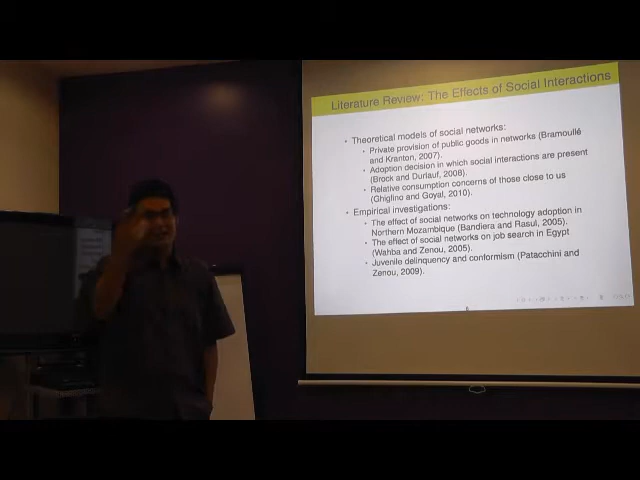 Literature Review: The Effects of Social Interactions
• Theoretical models of social networks:
• Private provision of public goods in networks (Bramoullé
and Kranton, 2007).
• Adoption decision in which social interactions are present
(Brock and Durlauf, 2008).
• Relative consumption concerns of those close to us
(Ghiglino and Goyal, 2010).
• Empirical investigations:
• The effect of social networks on technology adoption in
Northern Mozambique (Bandiera and Rasul, 2005).
• The effect of social networks on job search in Egypt
(Wahba and Zenou, 2005).
• Juvenile delinquency and conformism (Patacchini and
Zenou, 2009).